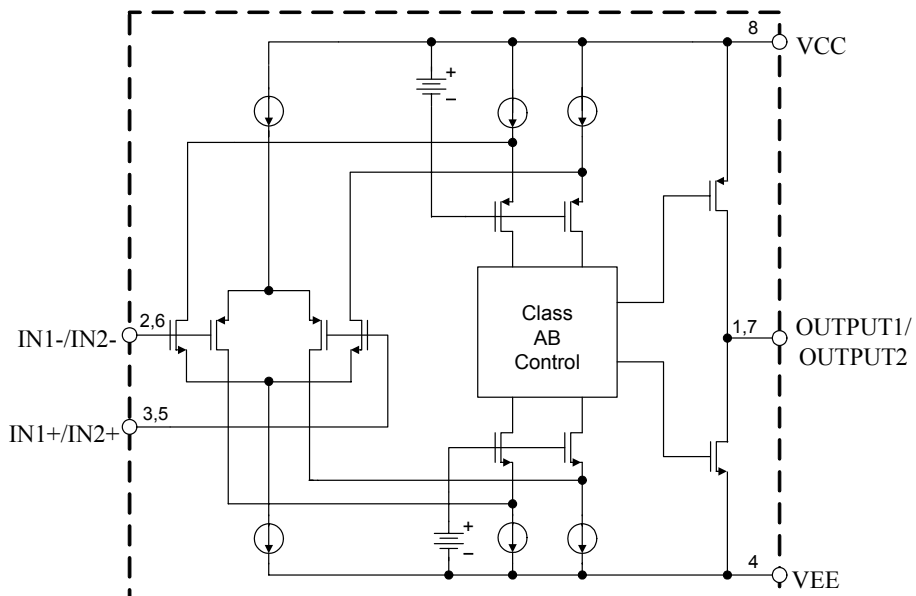 8
VCC
+
−
2,6
IN1-/IN2-
3,5
IN1+/IN2+
Class
AB
Control
1,7
OUTPUT1/
OUTPUT2
+
−
4
VEE